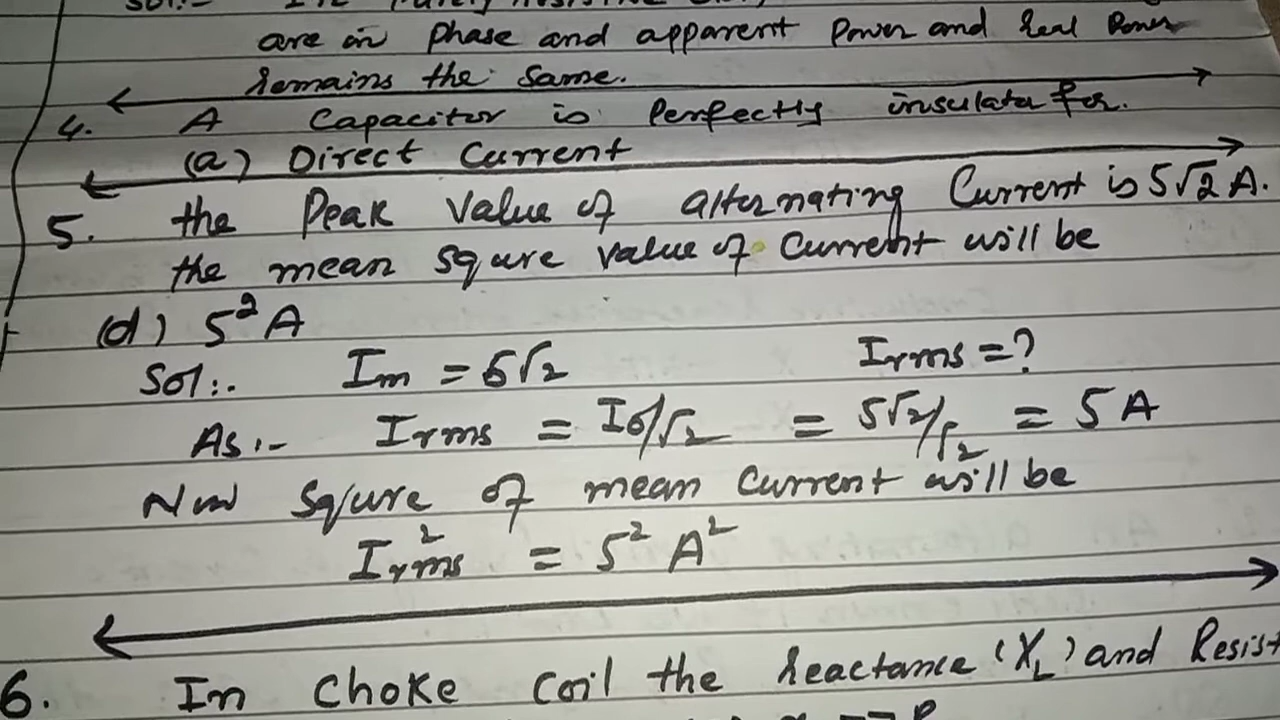 are in Phase and apparent Power and Real Power
Remains the Same.
4. A Capacitor is Perfectly insulator for.
(a) Direct Current
5. the Peak Value of alternating Current is 5√2 A.
the mean square value of Current will be
(d) 5² A
Sol:. Im = 5√2 Irms = ?
As:- Irms = Io/√2 = 5√2/√2 = 5 A
Now Square of mean Current will be
I²rms = 5² A²
6. In Choke Coil the Reactance (XL) and